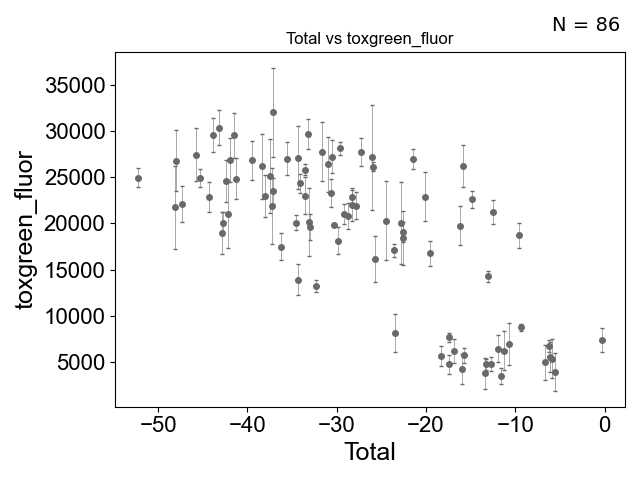 N = 86
Total vs toxgreen_fluor
35000
30000
25000
20000
15000
10000
5000
toxgreen_fluor
−50 −40 −30 −20 −10 0
Total